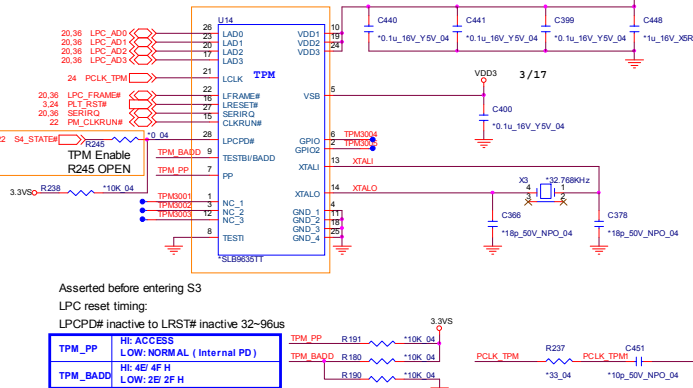 U14
20,36 LPC_AD0 26 LAD0 VDD1 10
20,36 LPC_AD1 23 LAD1 VDD2 19
20,36 LPC_AD2 20 LAD2 VDD3 24
20,36 LPC_AD3 17 LAD3
24 PCLK_TPM 21 LCLK
TPM
20,36 LPC_FRAME# 22 LFRAME# VSB 5
3,24 PLT_RST# 16 LRESET#
20,36 SERIRQ 27 SERIRQ
22 PM_CLKRUN# 15 CLKRUN#
22 S4_STATE# R245 *0_04 28 LPCPD# GPIO 6 TPM3004
GPIO2 2
TPM Enable
R245 OPEN
TPM_BADD 9 TESTBI/BADD
XTALI 13 XTALI
TPM_PP 7 PP
3.3VS R238 *10K_04
XTALO 14 XTALO
TPM3001 1 NC_1
TPM3002 3 NC_2
TPM3003 12 NC_3
GND_1 4
GND_2 11
GND_3 18
GND_4 25
8 TESTI
*SLB9635TT
C440 C441 C399 C448
*0.1u_16V_Y5V_04 *0.1u_16V_Y5V_04 *0.1u_16V_Y5V_04 *1u_16V_X5R
VDD3 3/17
C400
*0.1u_16V_Y5V_04
X3 *32.768KHz
4 1
3 2
C366 C378
*18p_50V_NPO_04 *18p_50V_NPO_04
Asserted before entering S3
LPC reset timing:
LPCPD# inactive to LRST# inactive 32~96us
TPM_PP HI: ACCESS
LOW: NORMAL ( Internal PD )
TPM_BADD HI: 4E/ 4F H
LOW: 2E/ 2F H
3.3VS
TPM_PP R191 *10K_04
TPM_BADD R180 *10K_04
R190 *10K_04
PCLK_TPM R237 PCLK_TPM1 C451
*33_04 *10p_50V_NPO_04